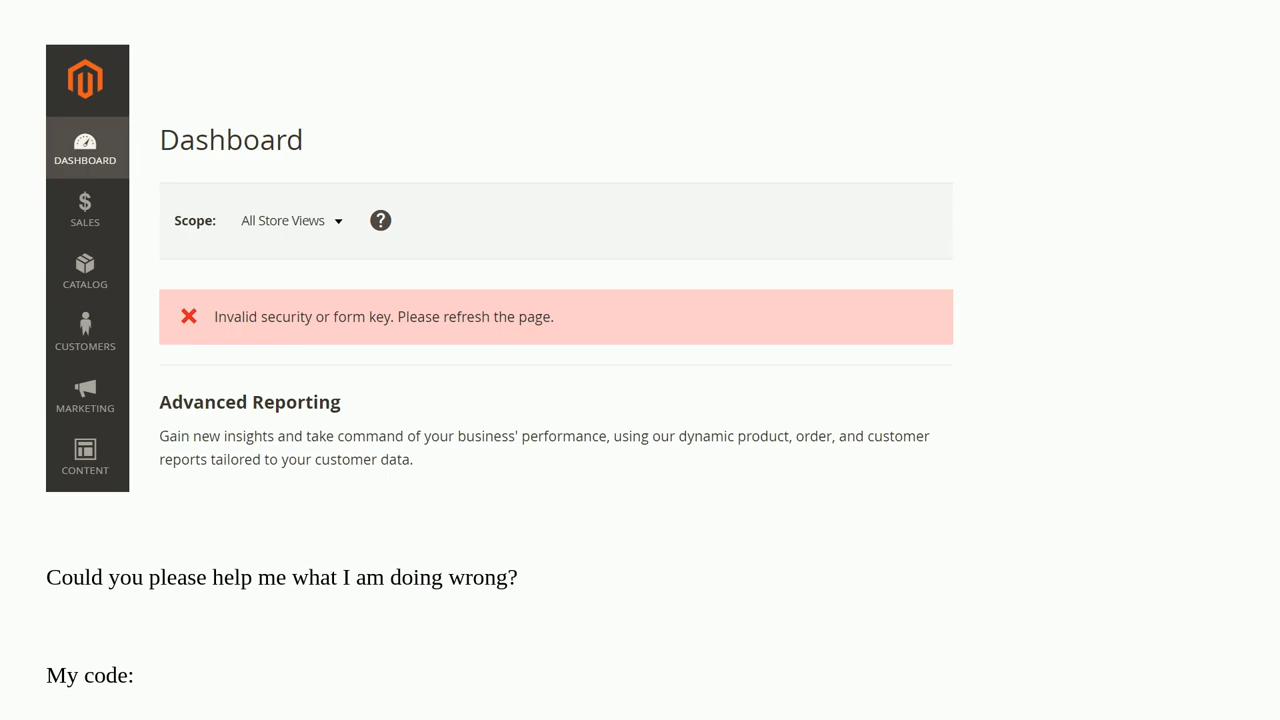 Dashboard
DASHBOARD
$
SALES
Scope: All Store Views ?
CATALOG
Invalid security or form key. Please refresh the page.
CUSTOMERS
Advanced Reporting
MARKETING
Gain new insights and take command of your business' performance, using our dynamic product, order, and customer
reports tailored to your customer data.
CONTENT
Could you please help me what I am doing wrong?
My code: